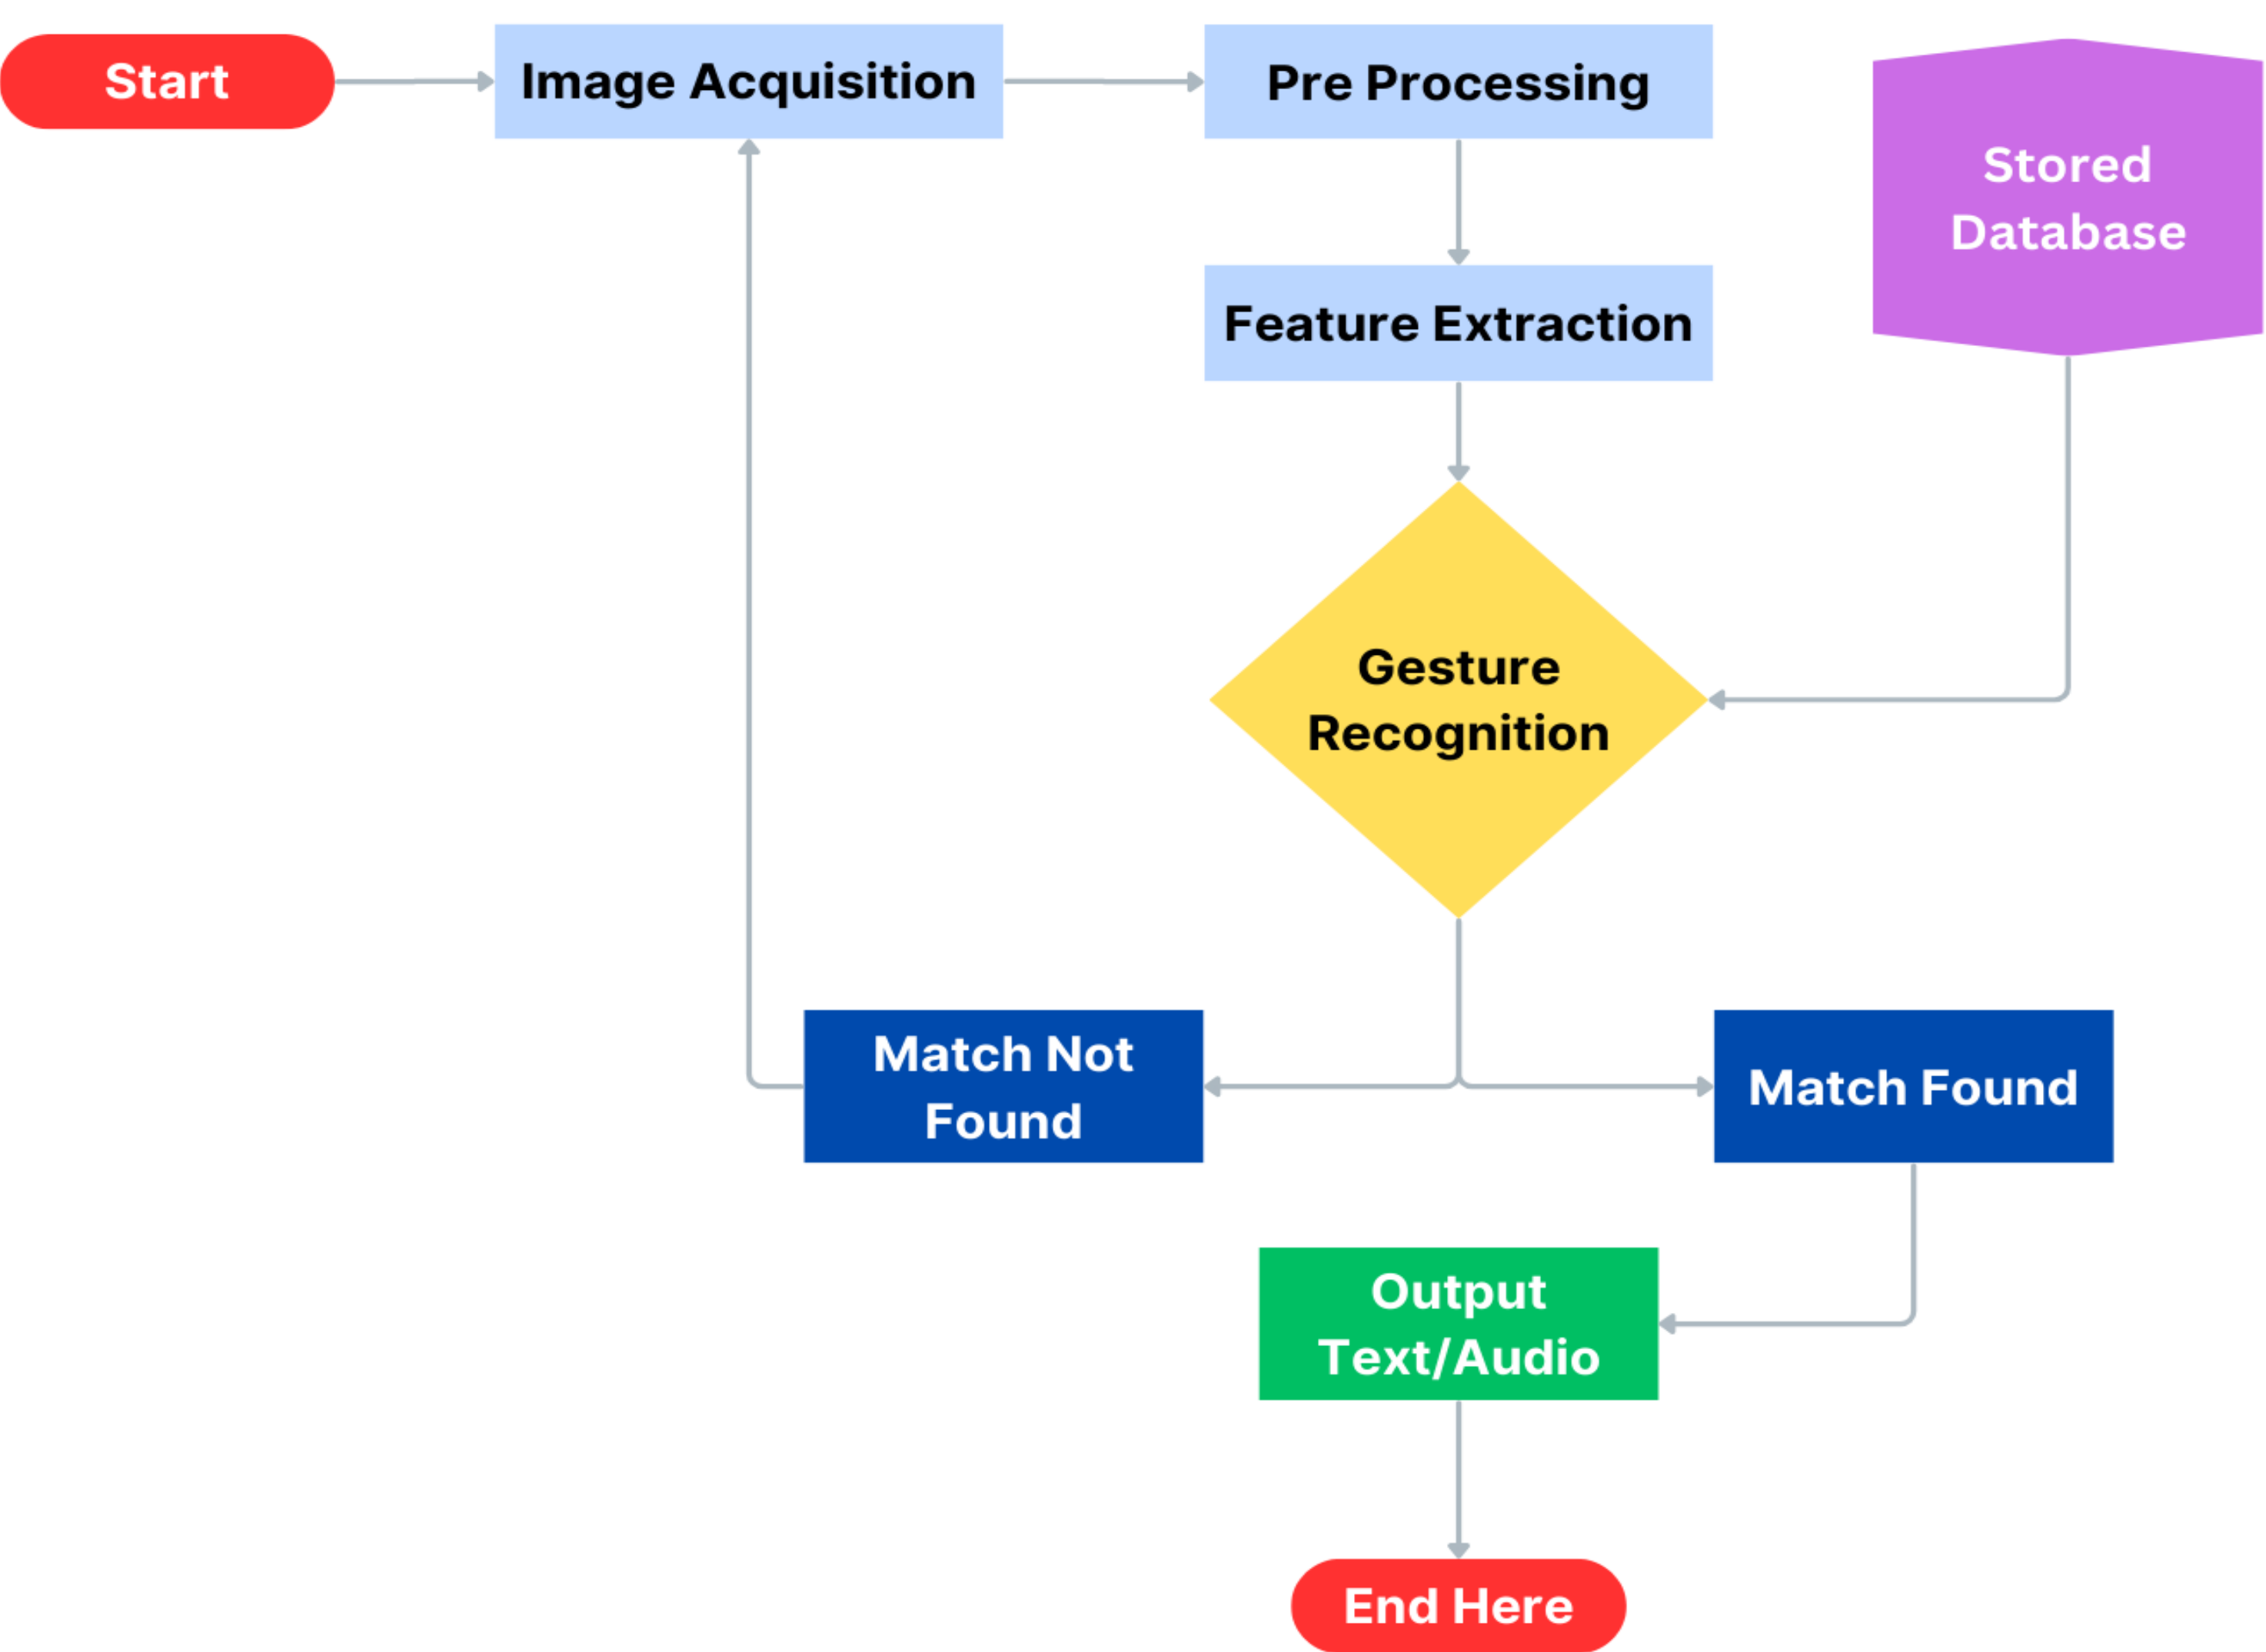 Start
Image Acquisition
Pre Processing
Stored
Database
Feature Extraction
Gesture
Recognition
Match Not
Found
Match Found
Output
Text/Audio
End Here